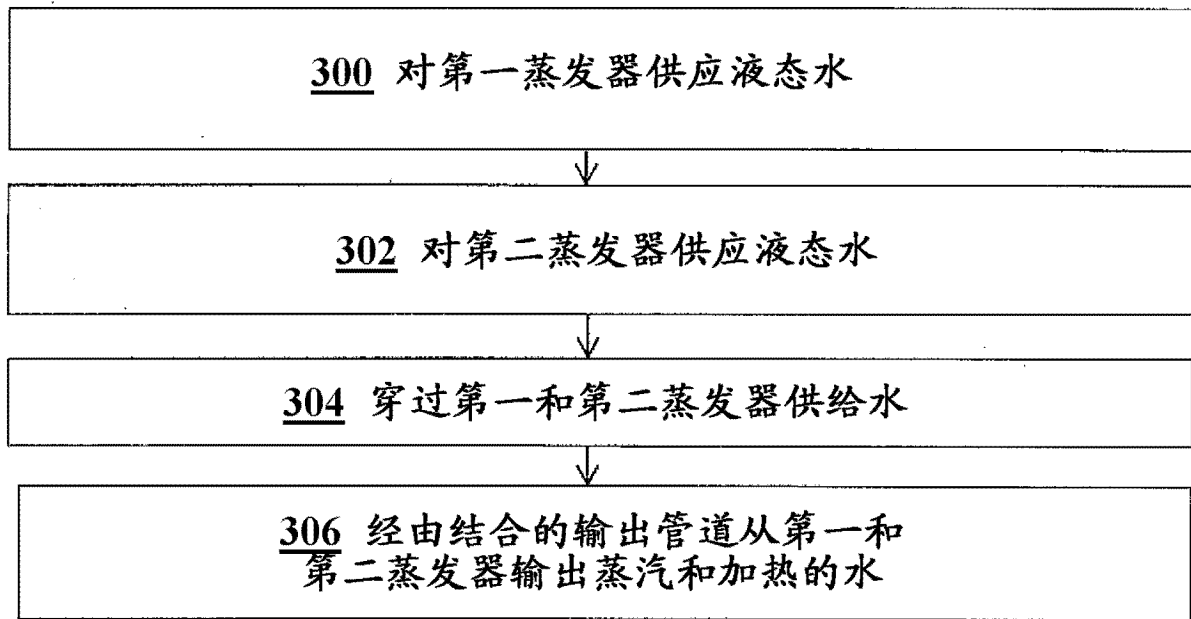 300 对第一蒸发器供应液态水
302 对第二蒸发器供应液态水
304 穿过第一和第二蒸发器供给水
306 经由结合的输出管道从第一和
第二蒸发器输出蒸汽和加热的水